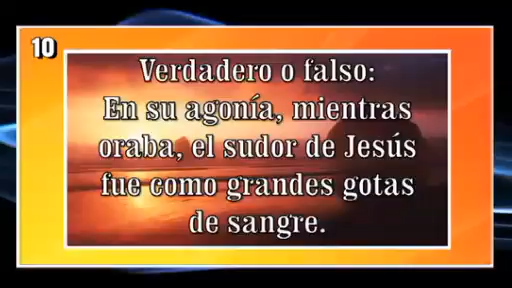 10
Verdadero o falso:
En su agonía, mientras
oraba, el sudor de Jesús
fue como grandes gotas
de sangre.